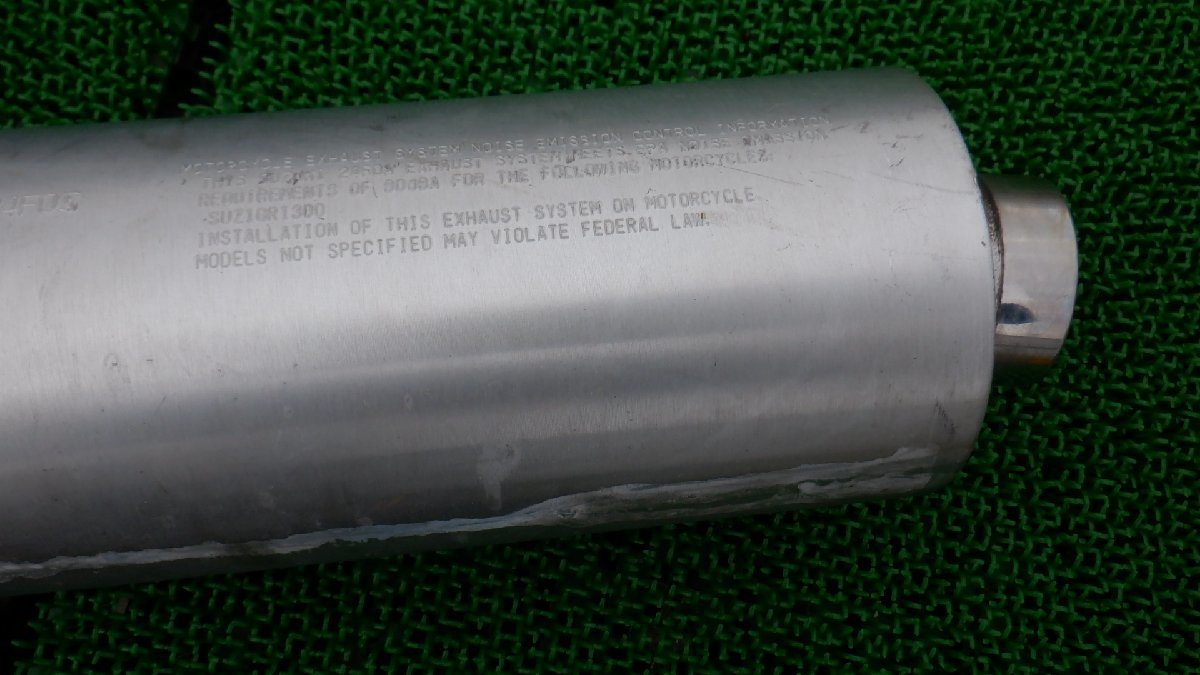 MOTORCYCLE EXHAUST SYSTEM NOISE EMISSION CONTROL INFORMATION
THIS EXHAUST SYSTEM MEETS EPA NOISE EMISSION
REQUIREMENTS OF FOR THE FOLLOWING MOTORCYCLE
INSTALLATION OF THIS EXHAUST SYSTEM ON MOTORCYCLE
MODELS NOT SPECIFIED MAY VIOLATE FEDERAL LAW.